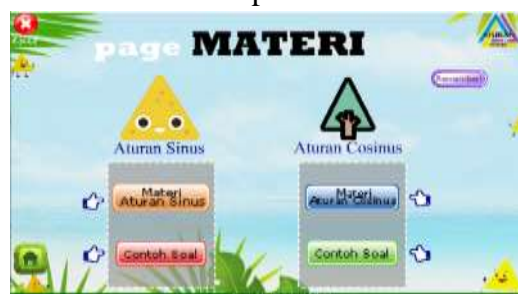 page MATERI
Aturan Sinus
Aturan Cosinus
Materi
Aturan Sinus
Materi
Aturan Cosinus
Contoh Soal
Contoh Soal